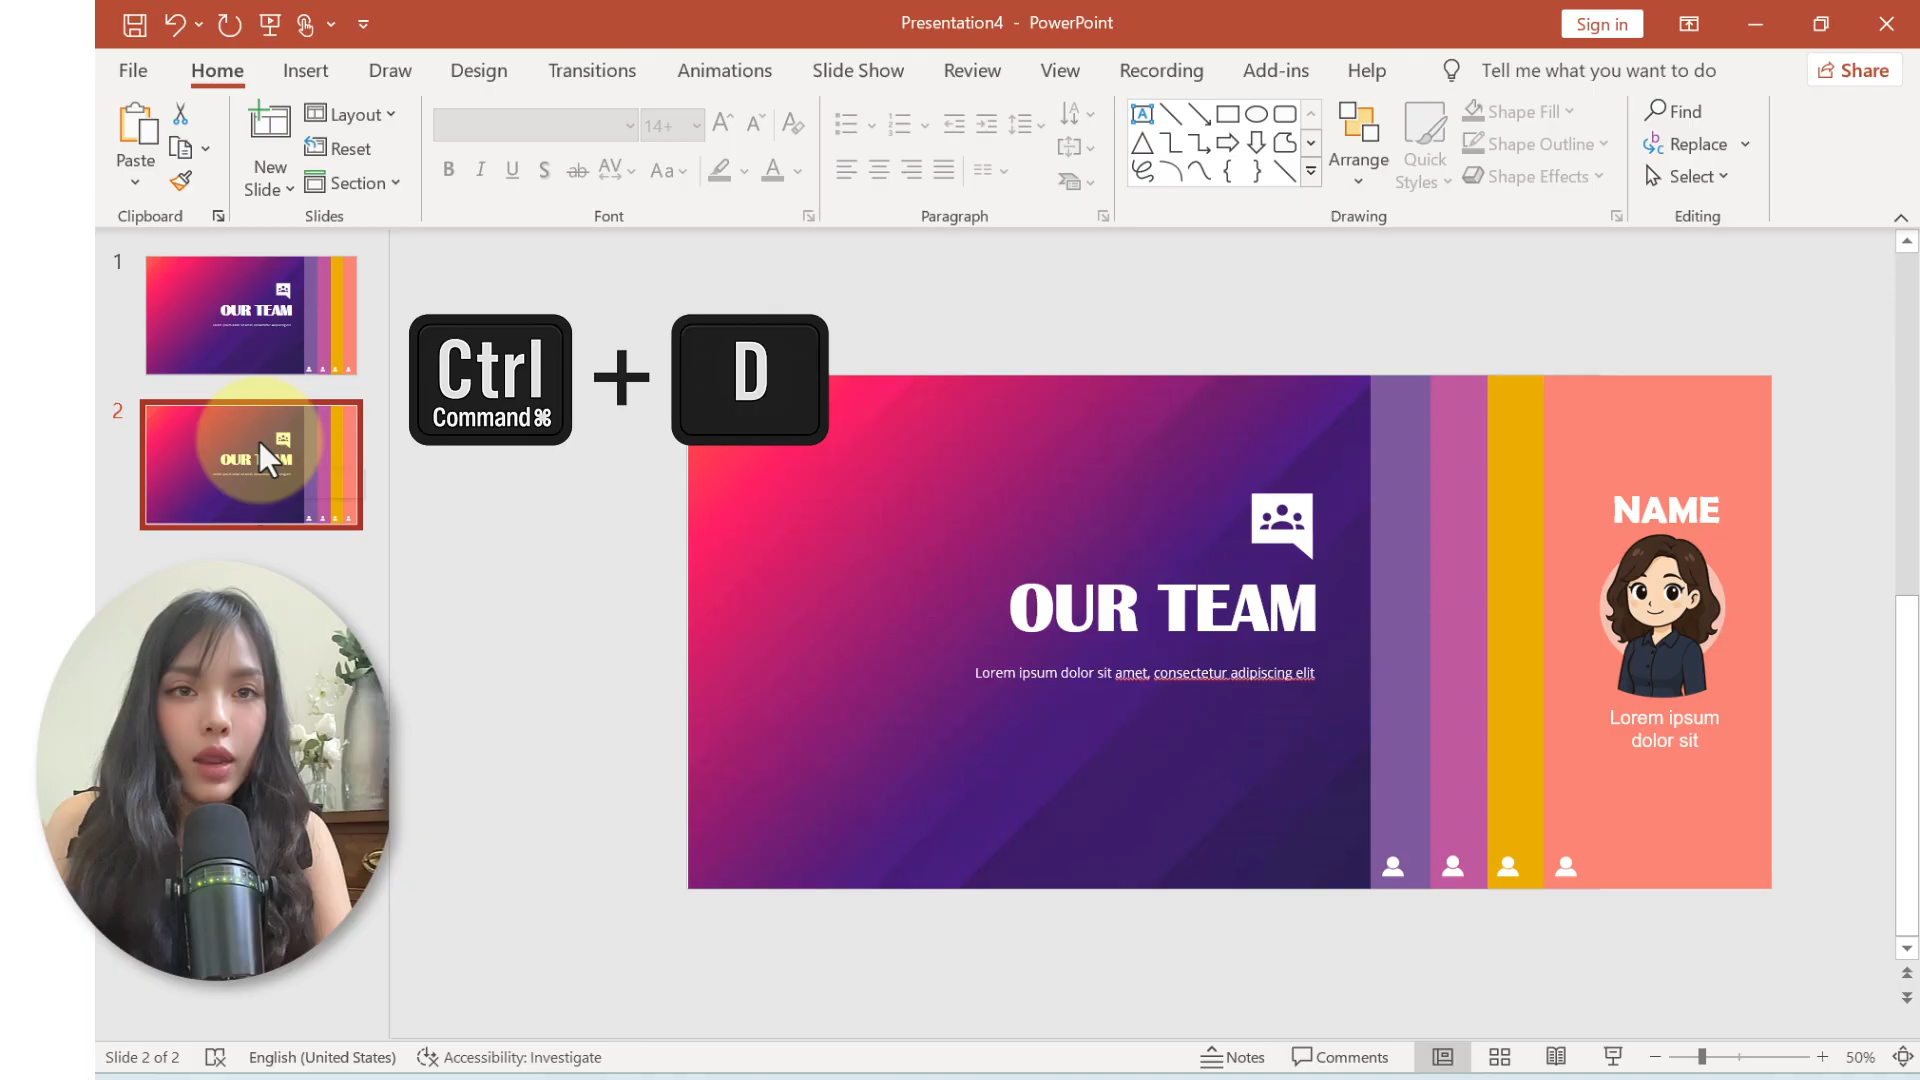 Presentation4 - PowerPoint
Sign in
File Home Insert Draw Design Transitions Animations Slide Show Review View Recording Add-ins Help Tell me what you want to do Share
Paste
New
Slide
Layout
Reset
Section
14+
Shape Fill
Shape Outline
Shape Effects
Arrange
Quick
Styles
Find
Replace
Select
Clipboard Slides Font Paragraph Drawing Editing
1
OUR TEAM
2
OUR TEAM
Ctrl
Command⌘
+
D
OUR TEAM
Lorem ipsum dolor sit amet, consectetur adipiscing elit
NAME
Lorem ipsum
dolor sit
Slide 2 of 2 English (United States) Accessibility: Investigate Notes Comments 50%